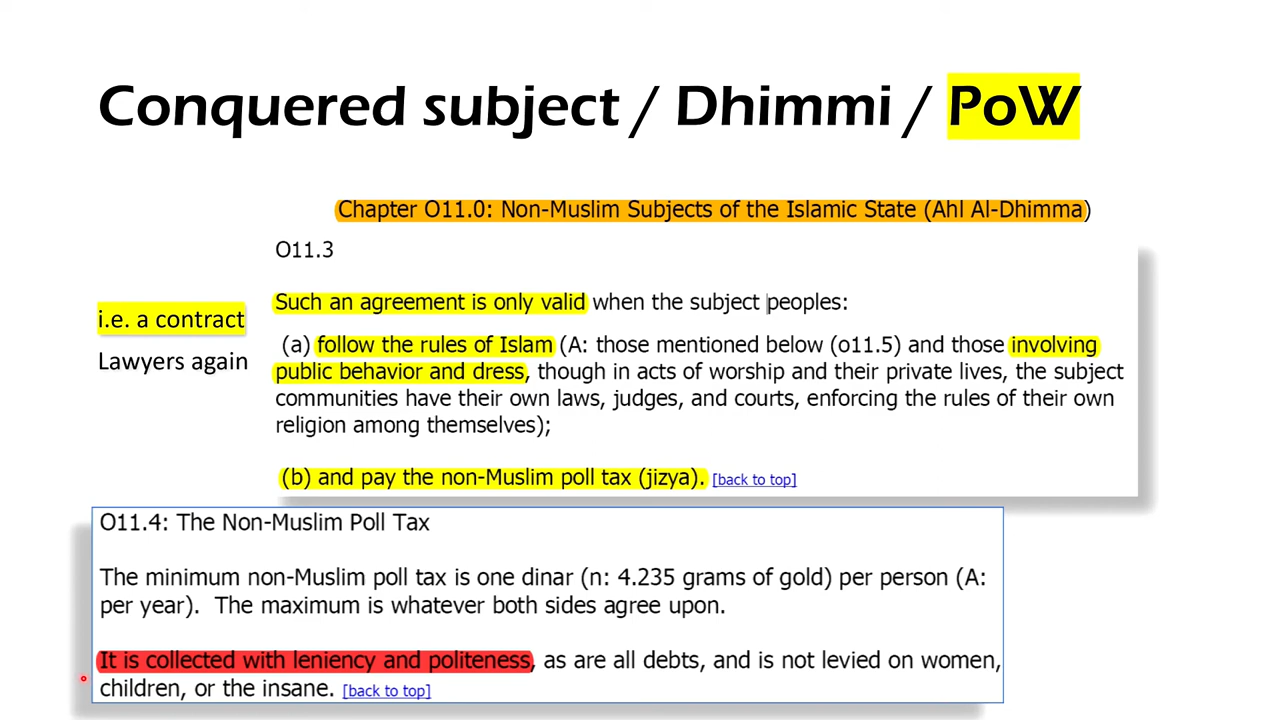 Conquered subject / Dhimmi / PoW
Chapter O11.0: Non-Muslim Subjects of the Islamic State (Ahl Al-Dhimma)
O11.3
Such an agreement is only valid when the subject peoples:
i.e. a contract
Lawyers again
(a) follow the rules of Islam (A: those mentioned below (o11.5) and those involving
public behavior and dress, though in acts of worship and their private lives, the subject
communities have their own laws, judges, and courts, enforcing the rules of their own
religion among themselves);
(b) and pay the non-Muslim poll tax (jizya). [back to top]
O11.4: The Non-Muslim Poll Tax
The minimum non-Muslim poll tax is one dinar (n: 4.235 grams of gold) per person (A:
per year). The maximum is whatever both sides agree upon.
It is collected with leniency and politeness, as are all debts, and is not levied on women,
children, or the insane. [back to top]